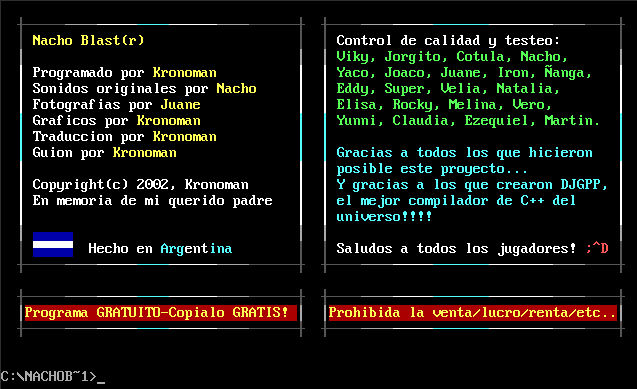 Nacho Blast(r)
Programado por Kronoman
Sonidos originales por Nacho
Fotografias por Juane
Graficos por Kronoman
Traduccion por Kronoman
Guion por Kronoman
Copyright(c) 2002, Kronoman
En memoria de mi querido padre
Hecho en Argentina
Control de calidad y testeo:
Viky, Jorgito, Cotula, Nacho,
Yaco, Joaco, Juane, Iron, Ñanga,
Eddy, Super, Velia, Natalia,
Elisa, Rocky, Melina, Vero,
Yunni, Claudia, Ezequiel, Martin.
Gracias a todos los que hicieron
posible este proyecto...
Y gracias a los que crearon DJGPP,
el mejor compilador de C++ del
universo!!!!
Saludos a todos los jugadores! ;^D
Programa GRATUITO-Copialo GRATIS!
Prohibida la venta/lucro/renta/etc..
C:\NACHOB~1>_